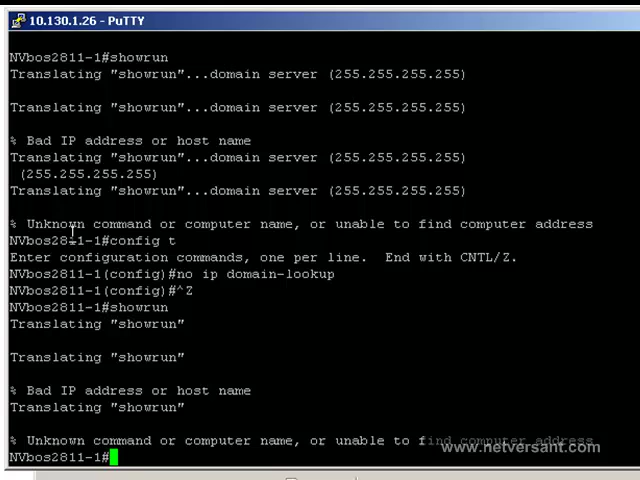 10.130.1.26 - PuTTY
NVbos2811-1#showrun
Translating "showrun"...domain server (255.255.255.255)
Translating "showrun"...domain server (255.255.255.255)
% Bad IP address or host name
Translating "showrun"...domain server (255.255.255.255)
(255.255.255.255)
Translating "showrun"...domain server (255.255.255.255)
% Unknown command or computer name, or unable to find computer address
NVbos2811-1#config t
Enter configuration commands, one per line.  End with CNTL/Z.
NVbos2811-1(config)#no ip domain-lookup
NVbos2811-1(config)#^Z
NVbos2811-1#showrun
Translating "showrun"
Translating "showrun"
% Bad IP address or host name
Translating "showrun"
% Unknown command or computer name, or unable to find computer address
www.netversant.com
NVbos2811-1#